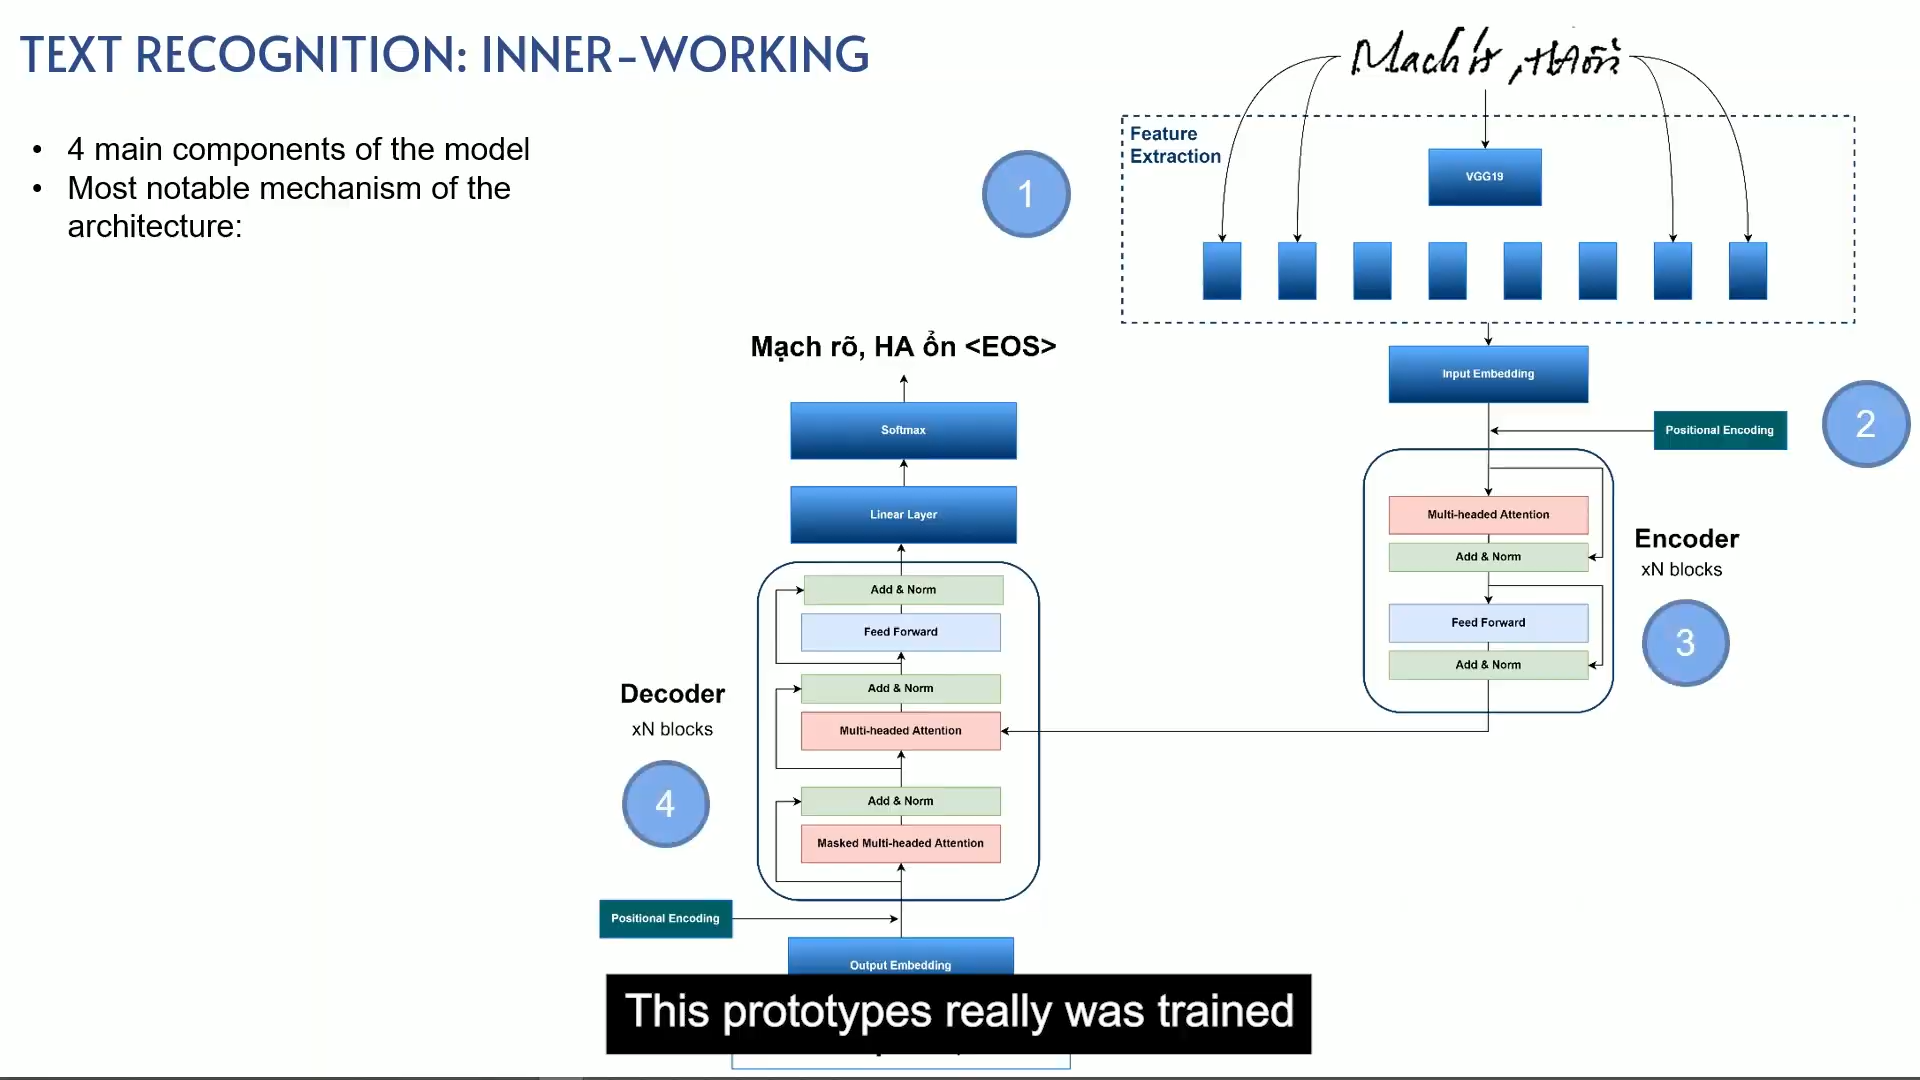 TEXT RECOGNITION: INNER-WORKING
• 4 main components of the model
• Most notable mechanism of the
architecture:
Feature
Extraction
1
VGG19
Input Embedding
Positional Encoding
2
Multi-headed Attention
Add & Norm
Feed Forward
Add & Norm
Encoder
xN blocks
3
Mạch rõ, HA ổn <EOS>
Softmax
Linear Layer
Add & Norm
Feed Forward
Add & Norm
Multi-headed Attention
Add & Norm
Masked Multi-headed Attention
Decoder
xN blocks
4
Positional Encoding
Output Embedding
This prototypes really was trained